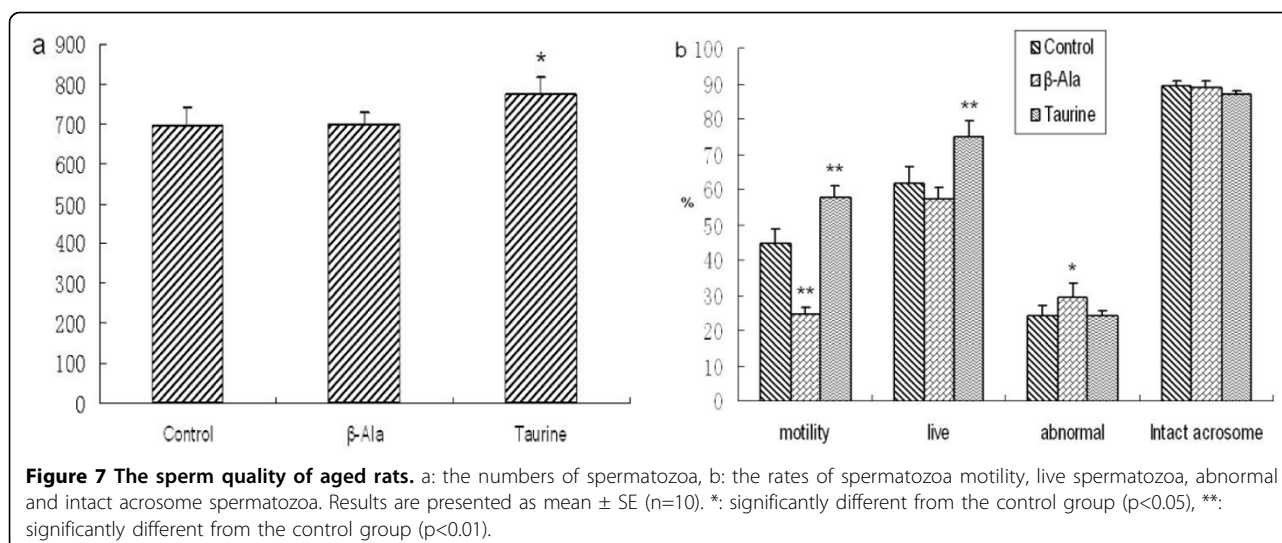 a
900
800
700
600
500
400
300
200
100
0
*
Control
β-Ala
Taurine
b
100
90
80
70
60
50
40
30
20
10
0
%
Control
β-Ala
Taurine
**
**
**
*
motility
live
abnormal
Intact acrosome
Figure 7 The sperm quality of aged rats. a: the numbers of spermatozoa, b: the rates of spermatozoa motility, live spermatozoa, abnormal
and intact acrosome spermatozoa. Results are presented as mean ± SE (n=10). *: significantly different from the control group (p<0.05), **:
significantly different from the control group (p<0.01).